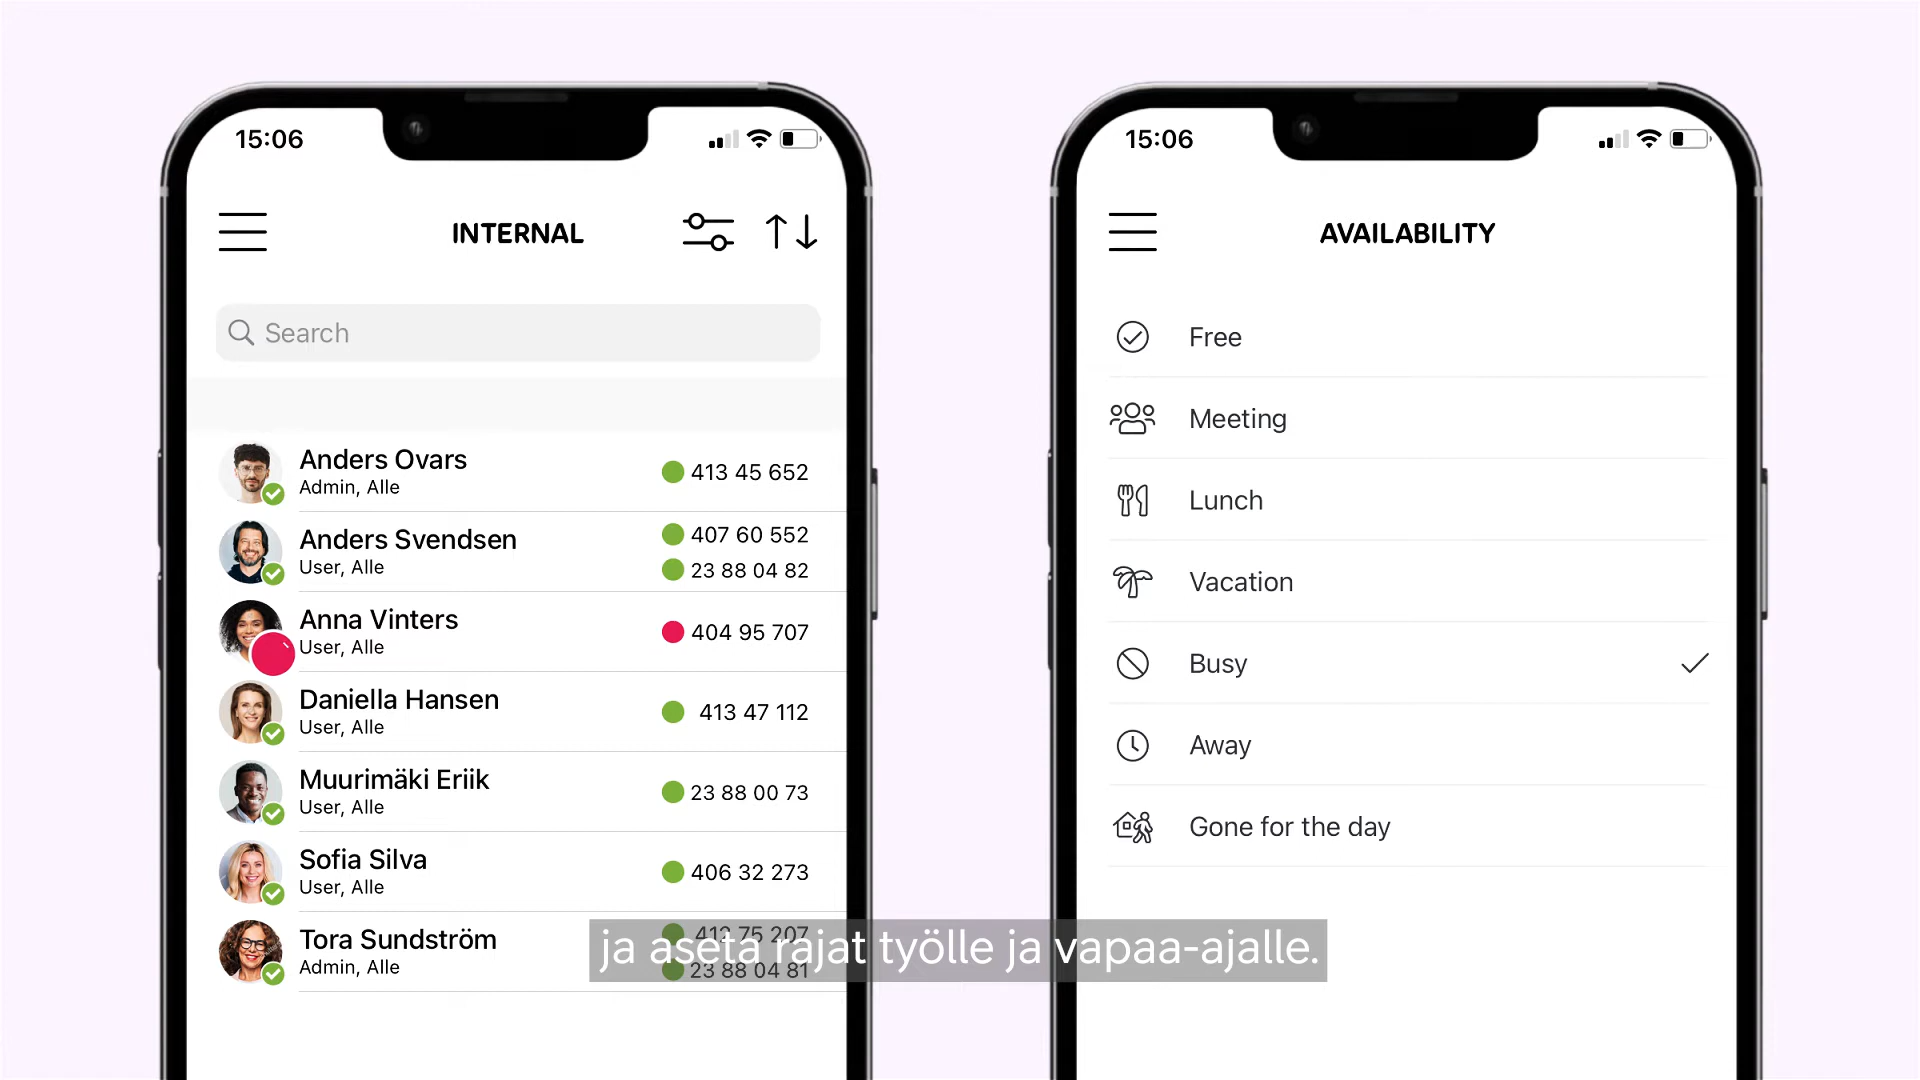 15:06
INTERNAL
Search
Anders Ovars
Admin, Alle
413 45 652
Anders Svendsen
User, Alle
407 60 552
23 88 04 82
Anna Vinters
User, Alle
404 95 707
Daniella Hansen
User, Alle
413 47 112
Muurimäki Eriik
User, Alle
23 88 00 73
Sofia Silva
User, Alle
406 32 273
Tora Sundström
Admin, Alle
412 75 207
23 88 04 81
15:06
AVAILABILITY
Free
Meeting
Lunch
Vacation
Busy
Away
Gone for the day
ja aseta rajat työlle ja vapaa-ajalle.